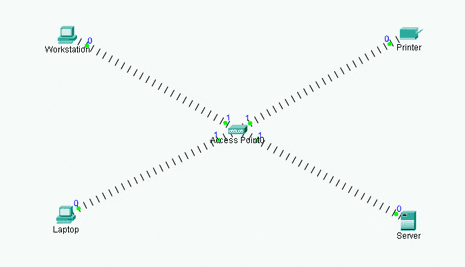 0
Workstation
0
Printer
1
1
Access Point0
1
1
0
Laptop
0
Server